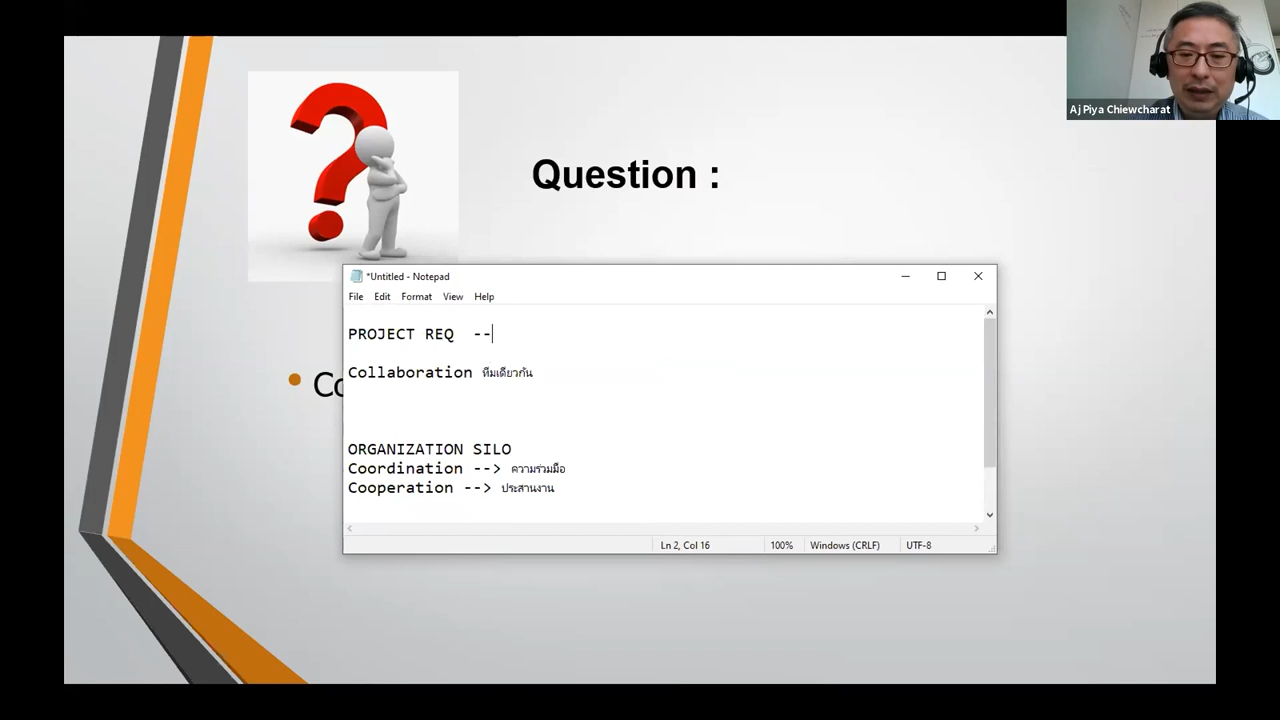 Aj Piya Chiewcharat
Question :
*Untitled - Notepad
File Edit Format View Help
PROJECT REQ --
Collaboration ทีมเดียวกัน
Co
ORGANIZATION SILO
Coordination --> ความร่วมมือ
Cooperation --> ประสานงาน
Ln 2, Col 16 100% Windows (CRLF) UTF-8